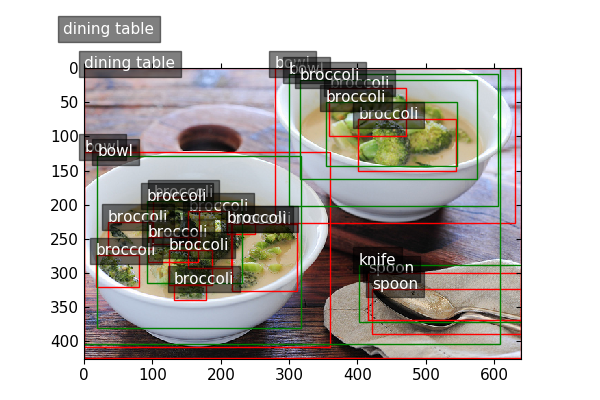 dining table
dining table
bowl
bowl
broccoli
broccoli
broccoli
broccoli
bowl
bowl
broccoli
broccoli
broccoli
broccoli
broccoli
broccoli
broccoli
broccoli
broccoli
knife
spoon
spoon
0
50
100
150
200
250
300
350
400
0
100
200
300
400
500
600